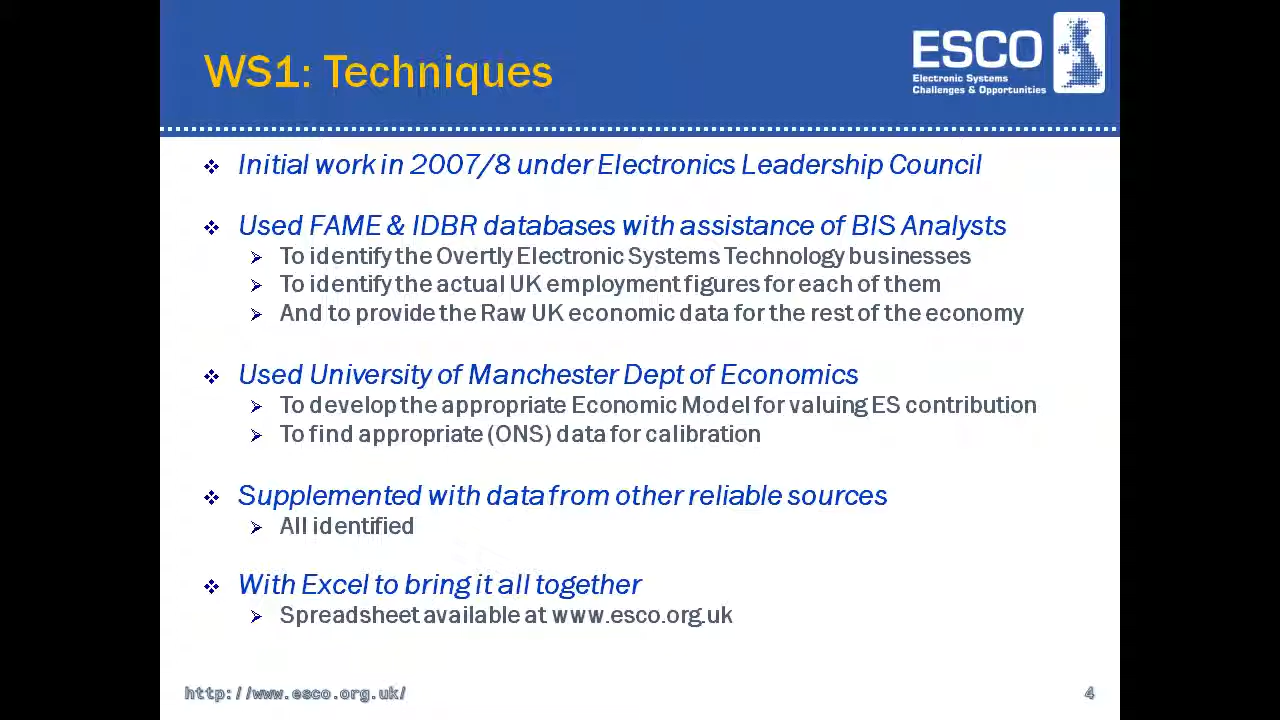 WS1: Techniques
ESCO
Electronic Systems
Challenges & Opportunities
Initial work in 2007/8 under Electronics Leadership Council
Used FAME & IDBR databases with assistance of BIS Analysts
To identify the Overtly Electronic Systems Technology businesses
To identify the actual UK employment figures for each of them
And to provide the Raw UK economic data for the rest of the economy
Used University of Manchester Dept of Economics
To develop the appropriate Economic Model for valuing ES contribution
To find appropriate (ONS) data for calibration
Supplemented with data from other reliable sources
All identified
With Excel to bring it all together
Spreadsheet available at www.esco.org.uk
http://www.esco.org.uk/
4